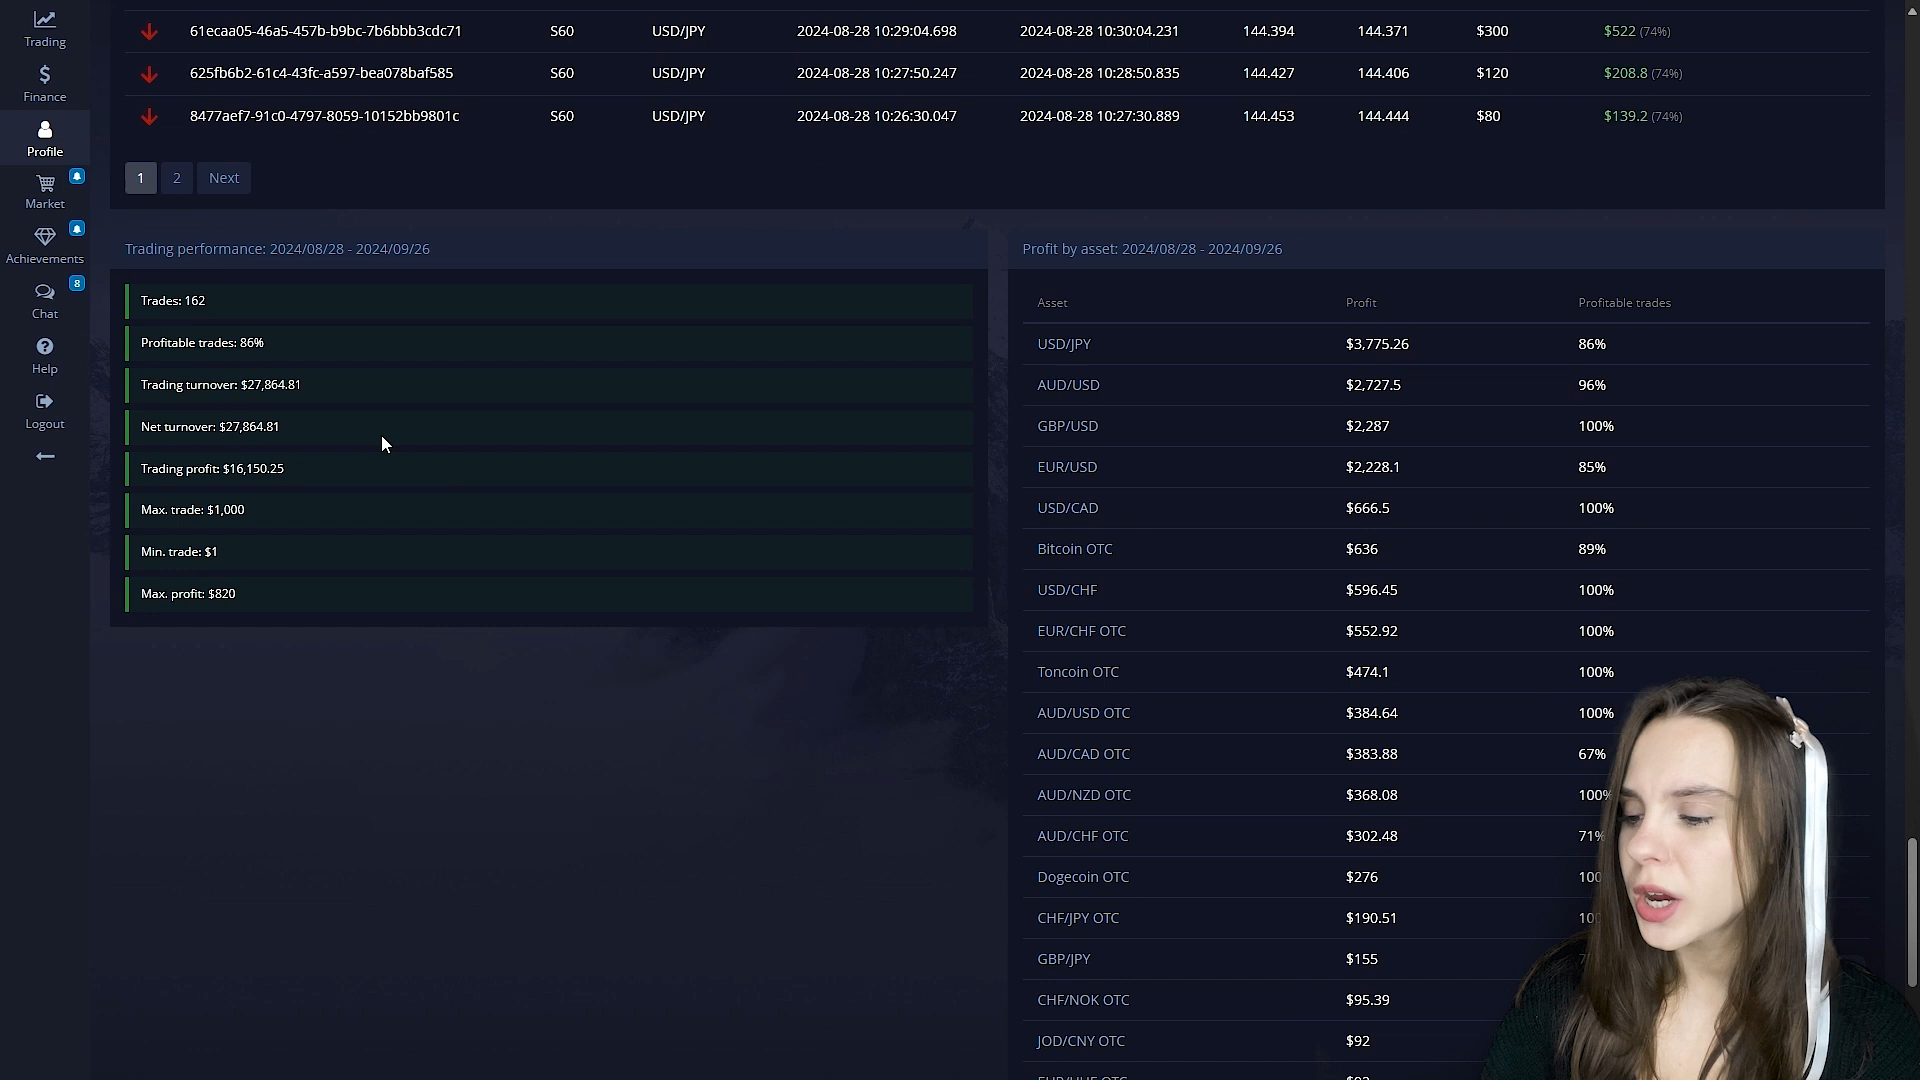 Trading
Finance
Profile
Market
Achievements
8
Chat
Help
Logout
61ecaa05-46a5-457b-b9bc-7b6bbb3cdc71 S60 USD/JPY 2024-08-28 10:29:04.698 2024-08-28 10:30:04.231 144.394 144.371 $300 $522 (74%)
625fb6b2-61c4-43fc-a597-bea078baf585 S60 USD/JPY 2024-08-28 10:27:50.247 2024-08-28 10:28:50.835 144.427 144.406 $120 $208.8 (74%)
8477aef7-91c0-4797-8059-10152bb9801c S60 USD/JPY 2024-08-28 10:26:30.047 2024-08-28 10:27:30.889 144.453 144.444 $80 $139.2 (74%)
1 2 Next
Trading performance: 2024/08/28 - 2024/09/26
Trades: 162
Profitable trades: 86%
Trading turnover: $27,864.81
Net turnover: $27,864.81
Trading profit: $16,150.25
Max. trade: $1,000
Min. trade: $1
Max. profit: $820
Profit by asset: 2024/08/28 - 2024/09/26
Asset Profit Profitable trades
USD/JPY $3,775.26 86%
AUD/USD $2,727.5 96%
GBP/USD $2,287 100%
EUR/USD $2,228.1 85%
USD/CAD $666.5 100%
Bitcoin OTC $636 89%
USD/CHF $596.45 100%
EUR/CHF OTC $552.92 100%
Toncoin OTC $474.1 100%
AUD/USD OTC $384.64 100%
AUD/CAD OTC $383.88 67%
AUD/NZD OTC $368.08 100%
AUD/CHF OTC $302.48 71%
Dogecoin OTC $276 100
CHF/JPY OTC $190.51 100
GBP/JPY $155
CHF/NOK OTC $95.39
JOD/CNY OTC $92